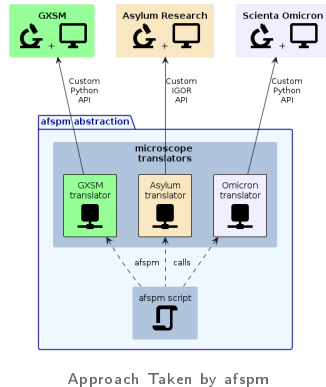 GXSM
Asylum Research
Scienta Omicron
+
+
+
Custom
Python
API
Custom
IGOR
API
Custom
Python
API
afspm abstraction
microscope
translators
GXSM
translator
Asylum
translator
Omicron
translator
afspm calls
afspm script
Approach Taken by afspm